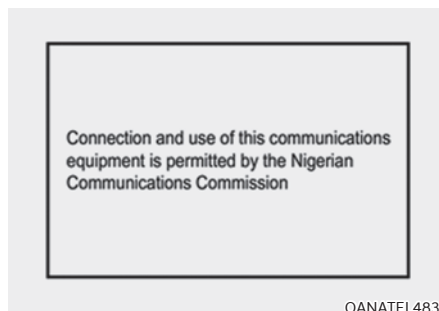 Connection and use of this communications
equipment is permitted by the Nigerian
Communications Commission
OANATEL483